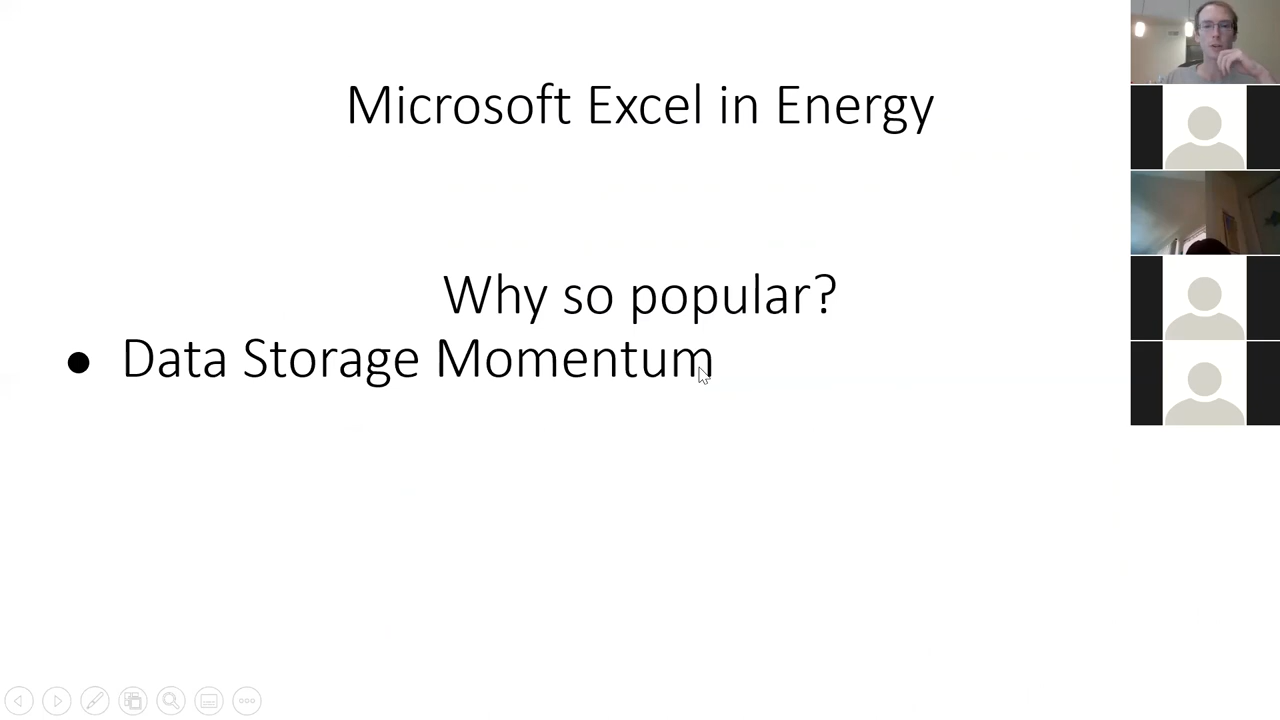 Microsoft Excel in Energy
Why so popular?
● Data Storage Momentum